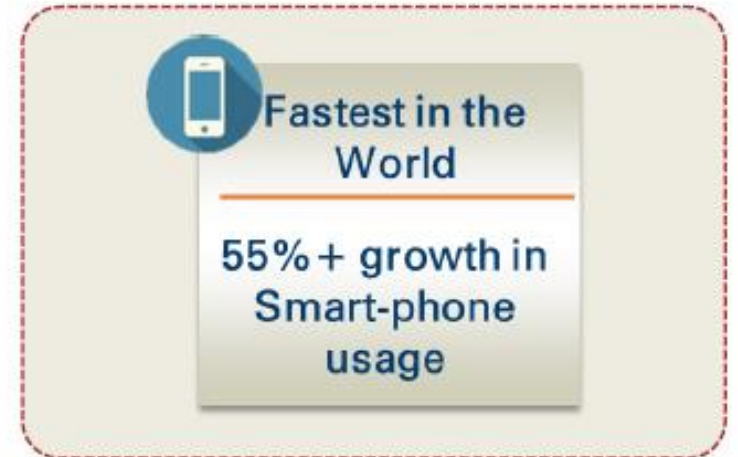 Fastest in the
World
55%+ growth in
Smart-phone
usage